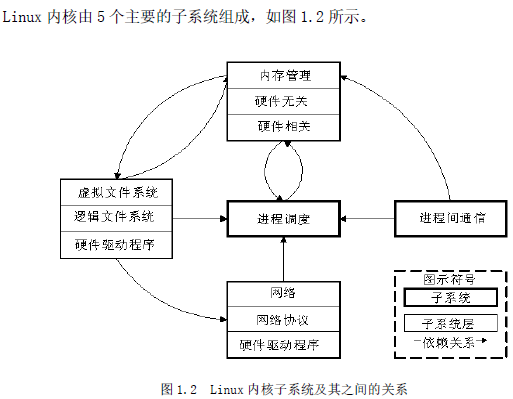 Linux 内核由 5 个主要的子系统组成，如图 1.2 所示。
内存管理
硬件无关
硬件相关
虚拟文件系统
逻辑文件系统
硬件驱动程序
进程调度
进程间通信
网络
网络协议
硬件驱动程序
图示符号
子系统
子系统层
依赖关系
图 1.2 Linux 内核子系统及其之间的关系